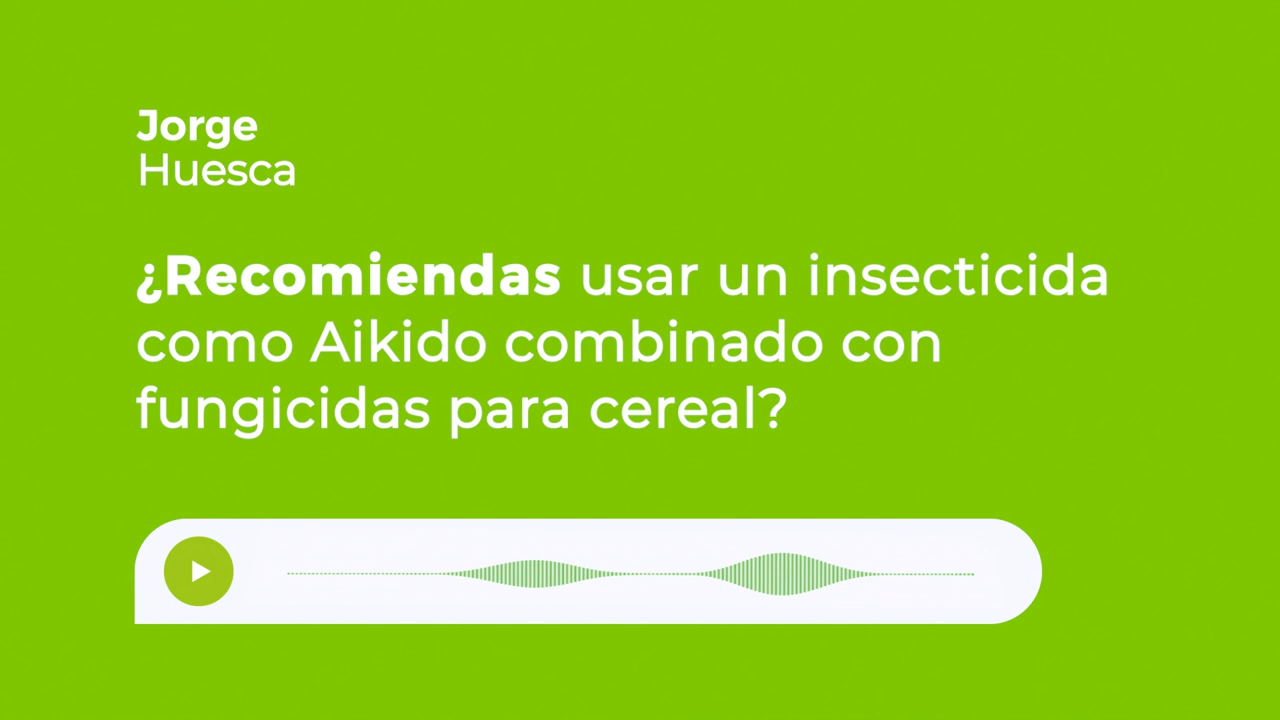 Jorge
Huesca
¿Recomiendas usar un insecticida
como Aikido combinado con
fungicidas para cereal?